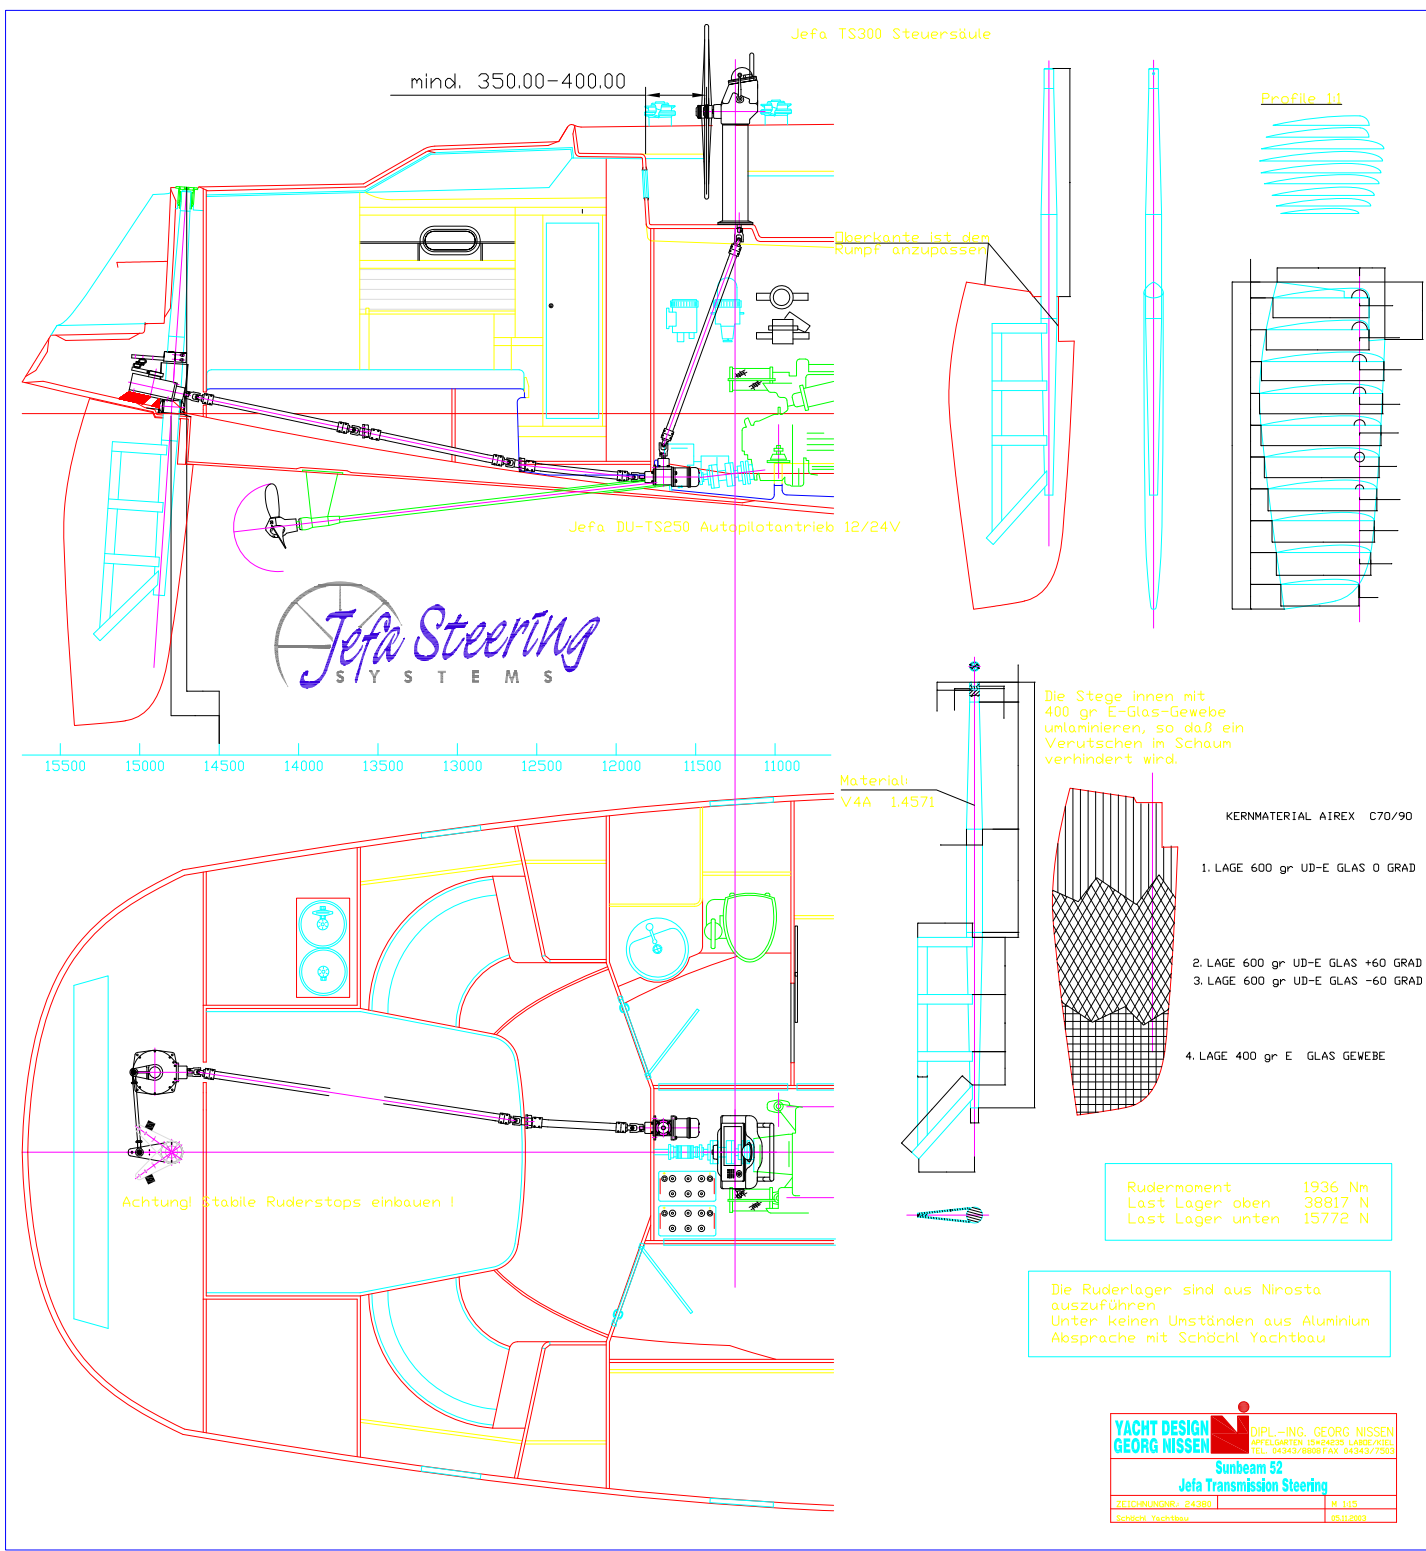 Jefa TS300 Steuersäule
mind. 350.00-400.00
Profile 1:1
Oberkante ist den
Rumpf anzupassen
Jefa DU-TS250 Autopilotantrieb 12/24V
Jefa Steering
SYSTEMS
15500 15000 14500 14000 13500 13000 12500 12000 11500 11000
Die Stege innen mit
400 gr E-Glas-Gewebe
umlaminieren, so daß ein
Verutschen im Schaum
verhindert wird.
Material:
V4A 1.4571
KERNMATERIAL AIREX C70/90
1. LAGE 600 gr UD-E GLAS 0 GRAD
2. LAGE 600 gr UD-E GLAS +60 GRAD
3. LAGE 600 gr UD-E GLAS -60 GRAD
4. LAGE 400 gr E GLAS GEWEBE
Achtung! Stabile Ruderstops einbauen !
Rudermoment 1936 Nm
Last Lager oben 38817 N
Last Lager unten 15772 N
Die Ruderlager sind aus Nirosta
auszuführen
Unter keinen Umständen aus Aluminium
Absprache mit Schöchl Yachtbau
YACHT DESIGN
GEORG NISSEN
DIPL.-ING. GEORG NISSEN
Sunbeam 52
Jefa Transmission Steering
M 1:15
Schöchl Yachtbau